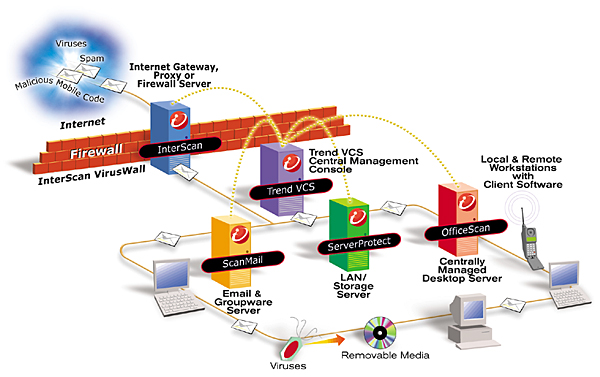 Viruses
Spam
Malicious Mobile Code
Internet
Internet Gateway,
Proxy or
Firewall Server
Firewall
InterScan
InterScan VirusWall
Trend VCS
Central Management
Console
Trend VCS
Local & Remote
Workstations
with
Client Software
ScanMail
ServerProtect
OfficeScan
Email &
Groupware
Server
LAN/
Storage
Server
Centrally
Managed
Desktop Server
Viruses
Removable Media